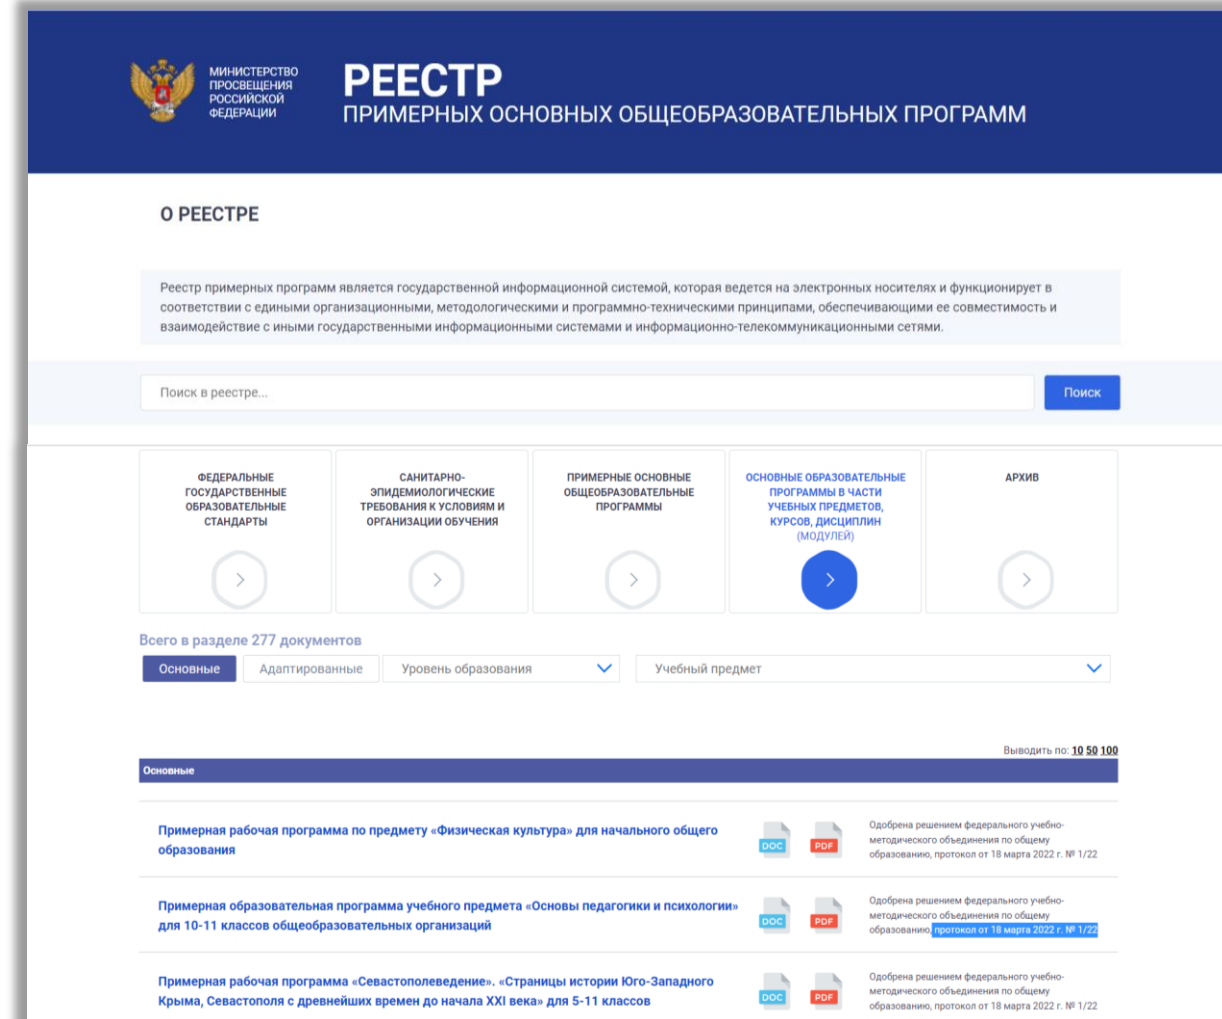 МИНИСТЕРСТВО
ПРОСВЕЩЕНИЯ
РОССИЙСКОЙ
ФЕДЕРАЦИИ
РЕЕСТР
ПРИМЕРНЫХ ОСНОВНЫХ ОБЩЕОБРАЗОВАТЕЛЬНЫХ ПРОГРАММ
О РЕЕСТРЕ
Реестр примерных программ является государственной информационной системой, которая ведется на электронных носителях и функционирует в
соответствии с едиными организационными, методологическими и программно-техническими принципами, обеспечивающими ее совместимость и
взаимодействие с иными государственными информационными системами и информационно-телекоммуникационными сетями.
Поиск в реестре...
Поиск
ФЕДЕРАЛЬНЫЕ
ГОСУДАРСТВЕННЫЕ
ОБРАЗОВАТЕЛЬНЫЕ
СТАНДАРТЫ
САНИТАРНО-
ЭПИДЕМИОЛОГИЧЕСКИЕ
ТРЕБОВАНИЯ К УСЛОВИЯМ И
ОРГАНИЗАЦИИ ОБУЧЕНИЯ
ПРИМЕРНЫЕ ОСНОВНЫЕ
ОБЩЕОБРАЗОВАТЕЛЬНЫЕ
ПРОГРАММЫ
ОСНОВНЫЕ ОБРАЗОВАТЕЛЬНЫЕ
ПРОГРАММЫ В ЧАСТИ
УЧЕБНЫХ ПРЕДМЕТОВ,
КУРСОВ, ДИСЦИПЛИН
(МОДУЛЕЙ)
АРХИВ
Всего в разделе 277 документов
Основные
Адаптированные
Уровень образования
Учебный предмет
Выводить по: 10 50 100
Основные
Примерная рабочая программа по предмету «Физическая культура» для начального общего
образования
DOC
PDF
Одобрена решением федерального учебно-
методического объединения по общему
образованию, протокол от 18 марта 2022 г. № 1/22
Примерная образовательная программа учебного предмета «Основы педагогики и психологии»
для 10-11 классов общеобразовательных организаций
DOC
PDF
Одобрена решением федерального учебно-
методического объединения по общему
образованию, протокол от 18 марта 2022 г. № 1/22
Примерная рабочая программа «Севастополеведение». «Страницы истории Юго-Западного
Крыма, Севастополя с древнейших времен до начала XXI века» для 5-11 классов
DOC
PDF
Одобрена решением федерального учебно-
методического объединения по общему
образованию, протокол от 18 марта 2022 г. № 1/22